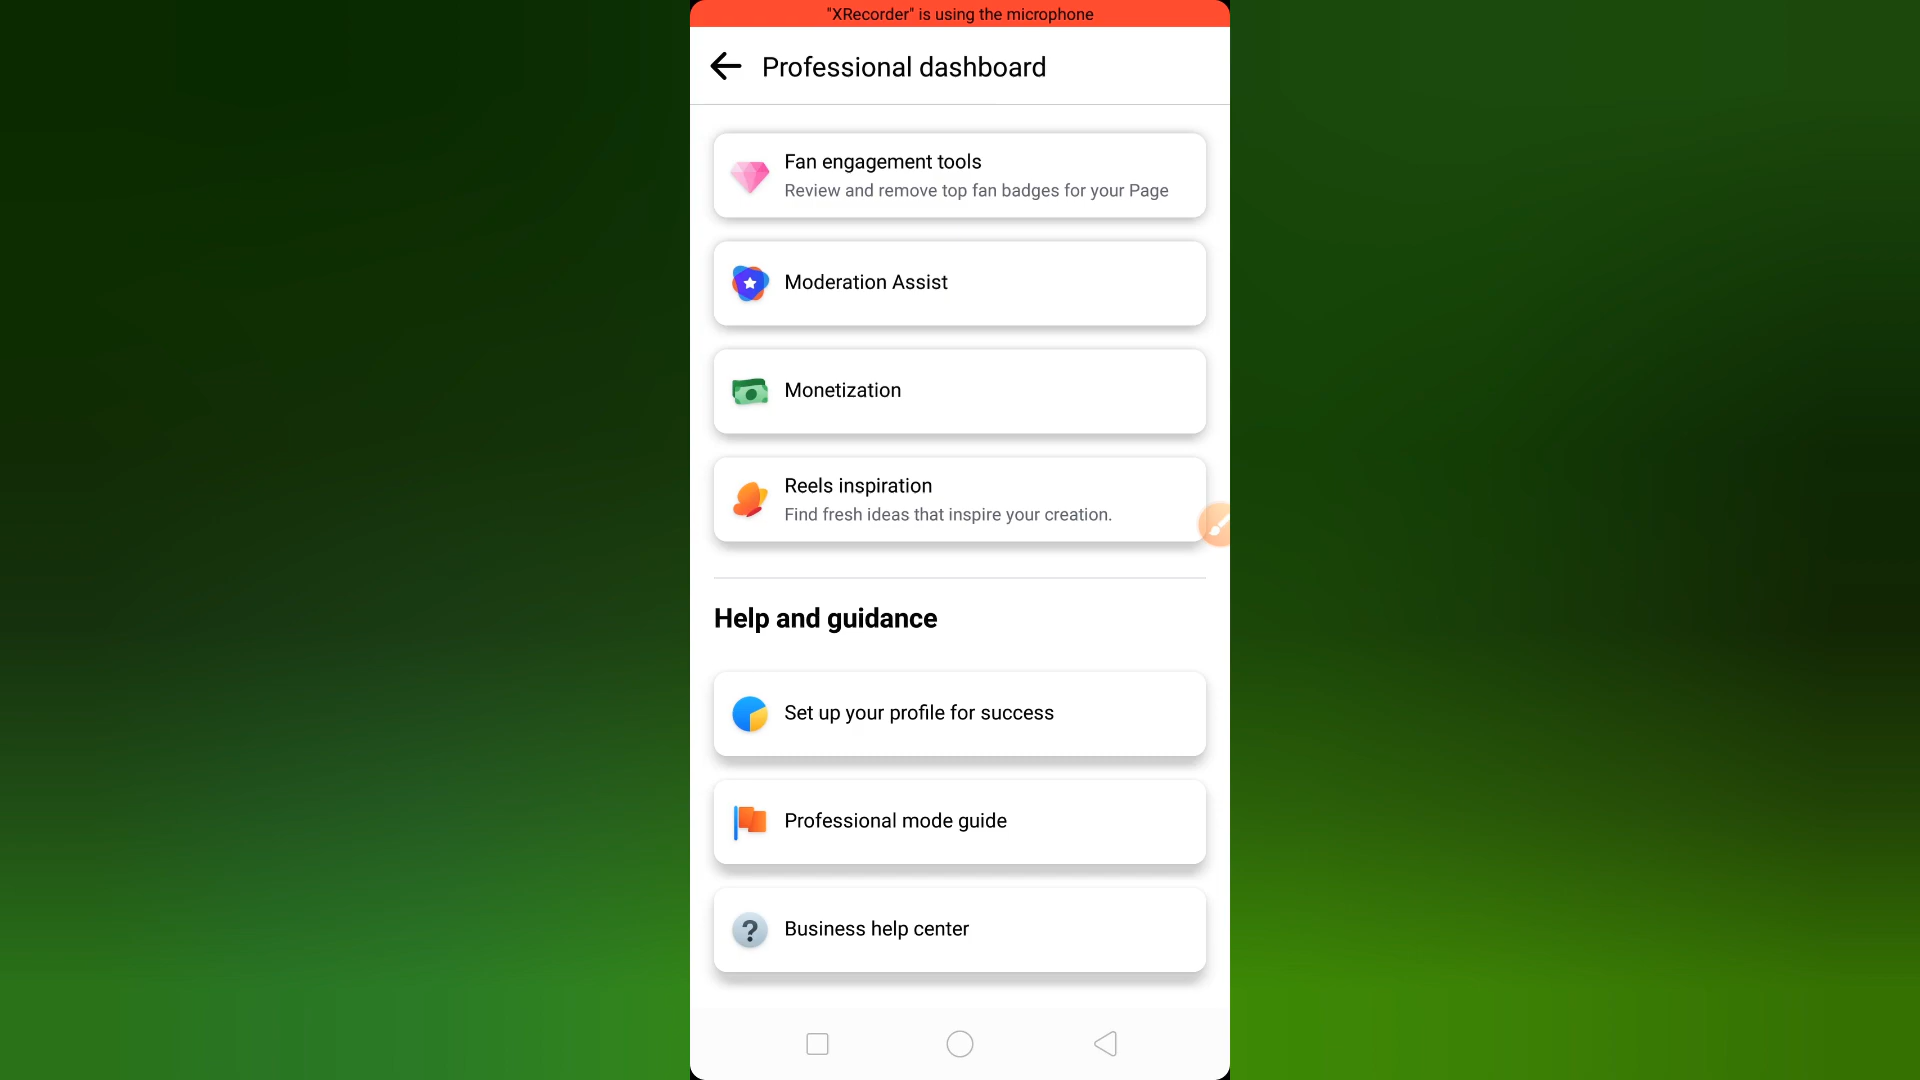 "XRecorder" is using the microphone
Professional dashboard
Fan engagement tools
Review and remove top fan badges for your Page
Moderation Assist
Monetization
Reels inspiration
Find fresh ideas that inspire your creation.
Help and guidance
Set up your profile for success
Professional mode guide
Business help center